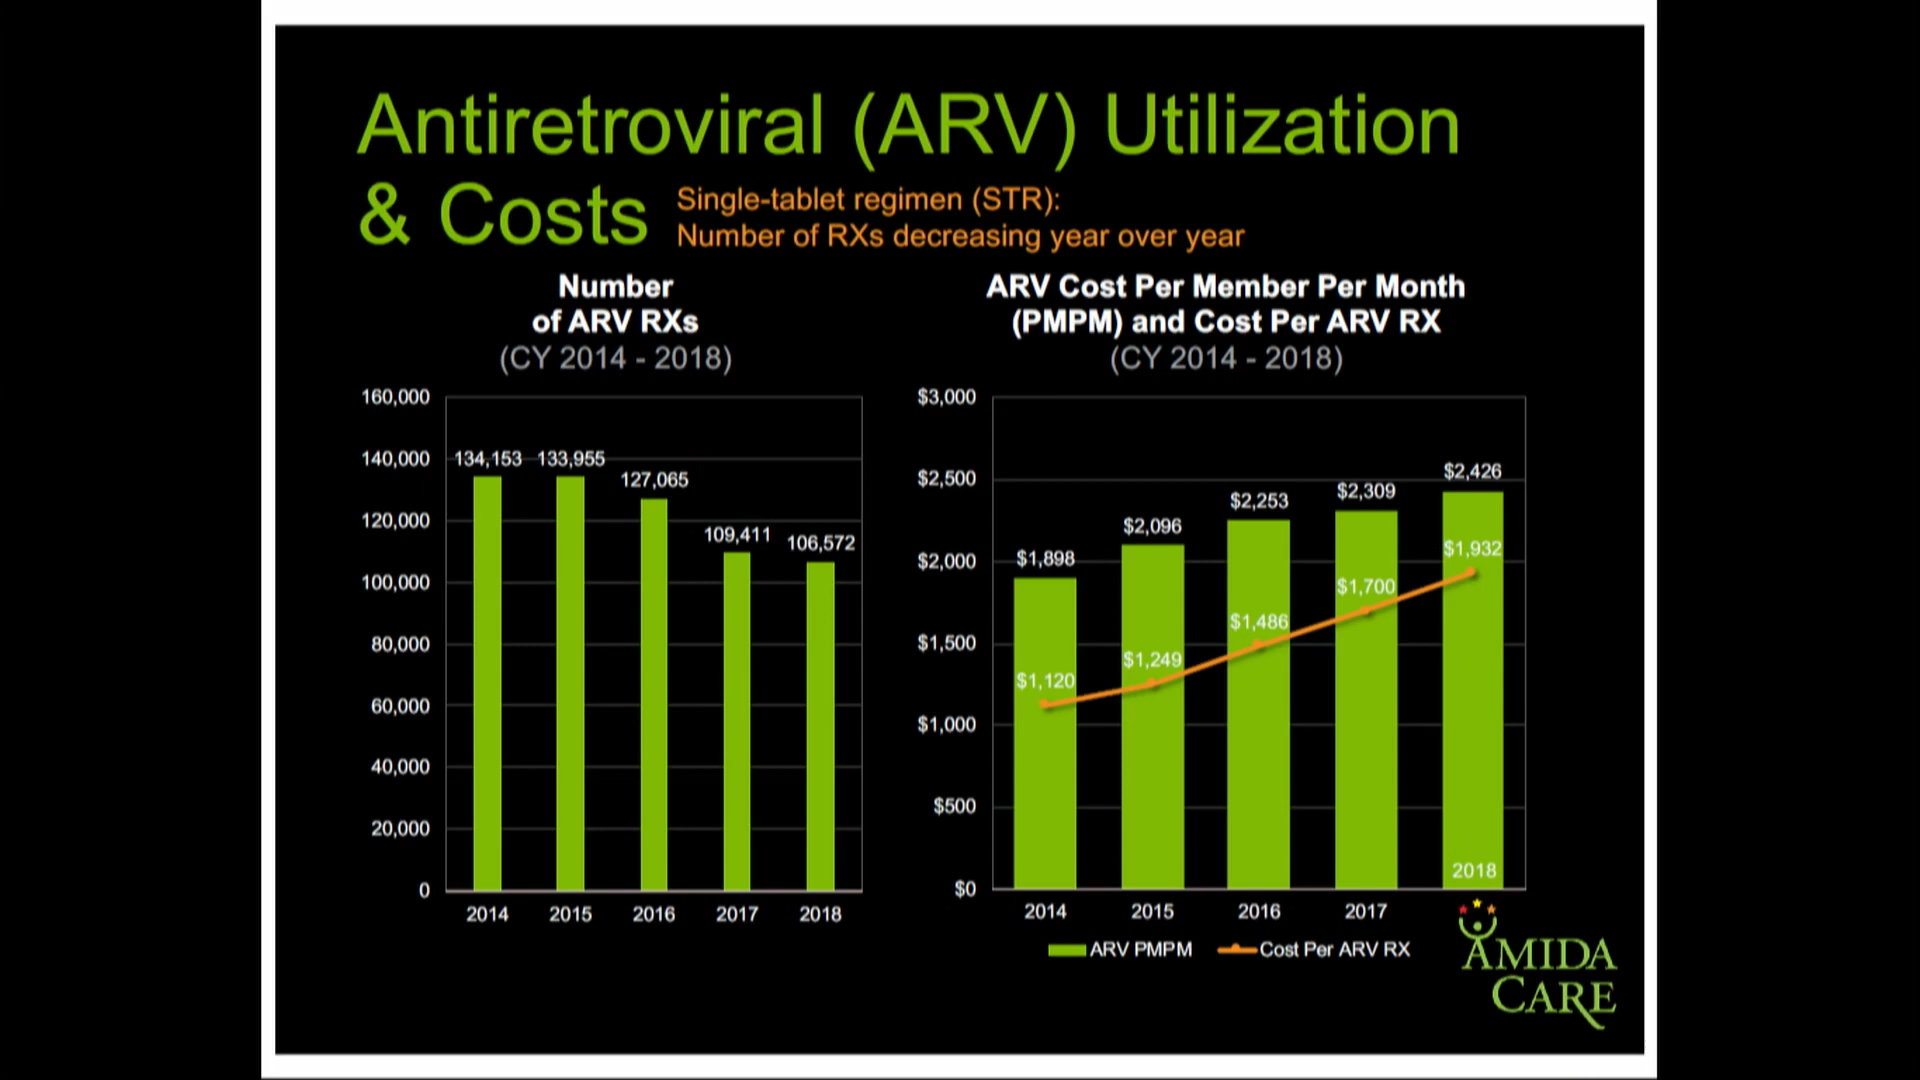 Antiretroviral (ARV) Utilization
& Costs
Single-tablet regimen (STR):
Number of RXs decreasing year over year
Number
of ARV RXs
(CY 2014 - 2018)
160,000
140,000
120,000
100,000
80,000
60,000
40,000
20,000
0
134,153
133,955
127,065
109,411
106,572
2014
2015
2016
2017
2018
ARV Cost Per Member Per Month
(PMPM) and Cost Per ARV RX
(CY 2014 - 2018)
$3,000
$2,500
$2,000
$1,500
$1,000
$500
$0
$1,898
$2,096
$2,253
$2,309
$2,426
$1,120
$1,249
$1,486
$1,700
$1,932
2014
2015
2016
2017
2018
ARV PMPM
Cost Per ARV RX
AMIDA
CARE